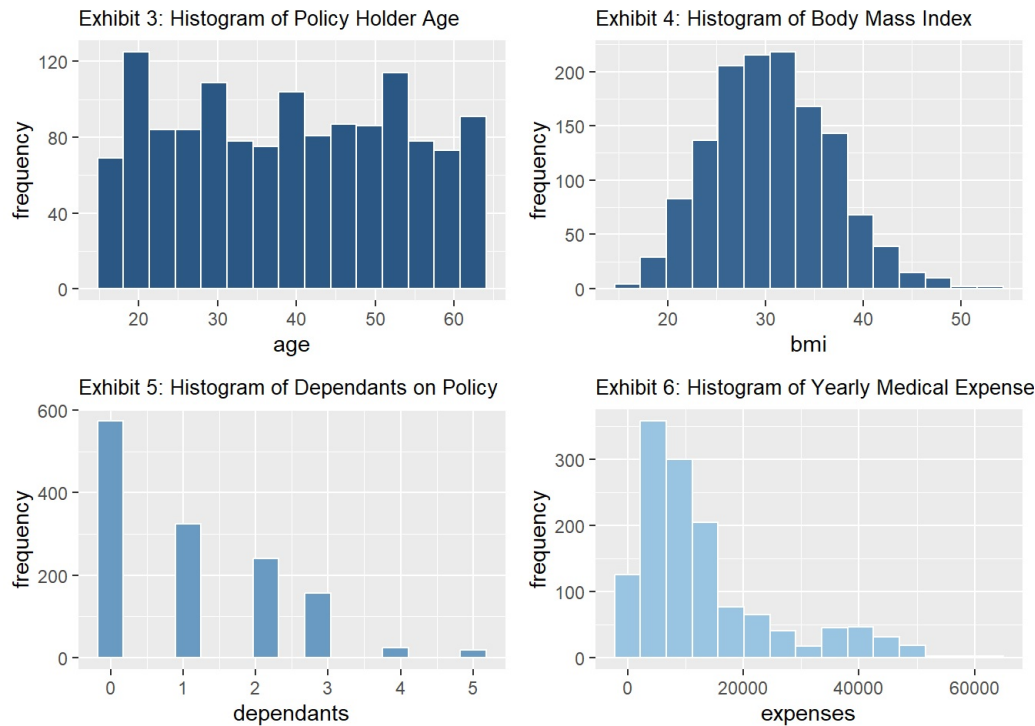 Exhibit 3: Histogram of Policy Holder Age
frequency
120
80
40
0
20 30 40 50 60
age
Exhibit 4: Histogram of Body Mass Index
frequency
200
150
100
50
0
20 30 40 50
bmi
Exhibit 5: Histogram of Dependants on Policy
frequency
600
400
200
0
0 1 2 3 4 5
dependants
Exhibit 6: Histogram of Yearly Medical Expense
frequency
300
200
100
0
0 20000 40000 60000
expenses